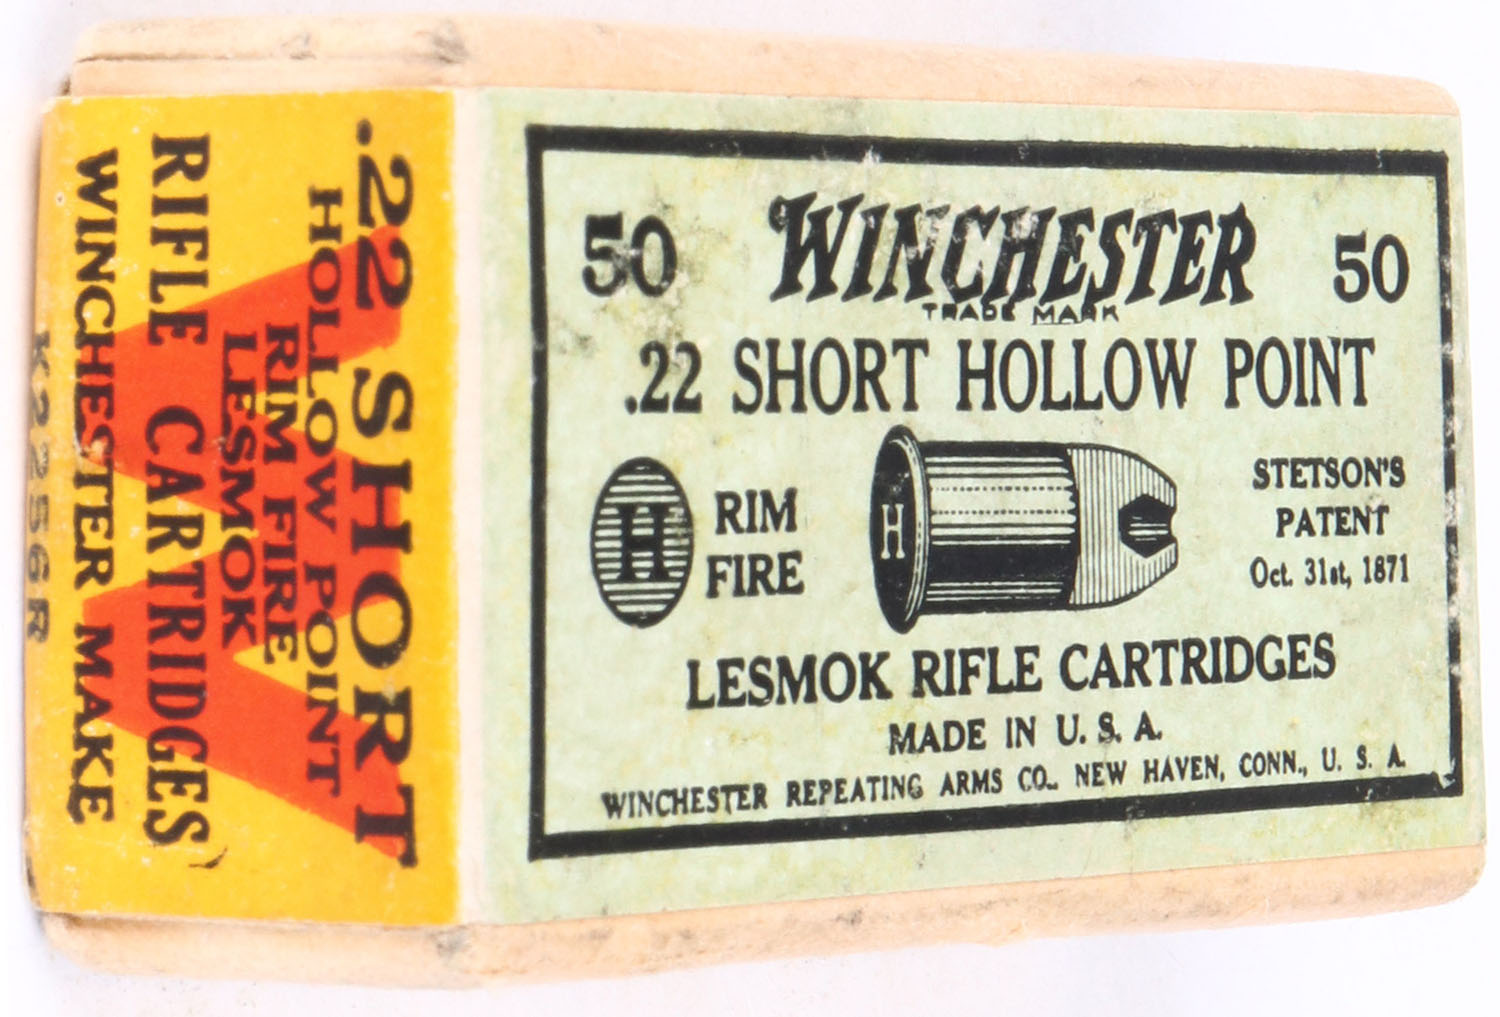 .22 SHORT
HOLLOW POINT
RIM FIRE
LESMOK
RIFLE CARTRIDGES
WINCHESTER MAKE
K2256R
50 WINCHESTER 50
TRADE MARK
.22 SHORT HOLLOW POINT
H RIM FIRE
H
STETSON'S
PATENT
Oct. 31st, 1871
LESMOK RIFLE CARTRIDGES
MADE IN U. S. A.
WINCHESTER REPEATING ARMS CO., NEW HAVEN, CONN., U. S. A.